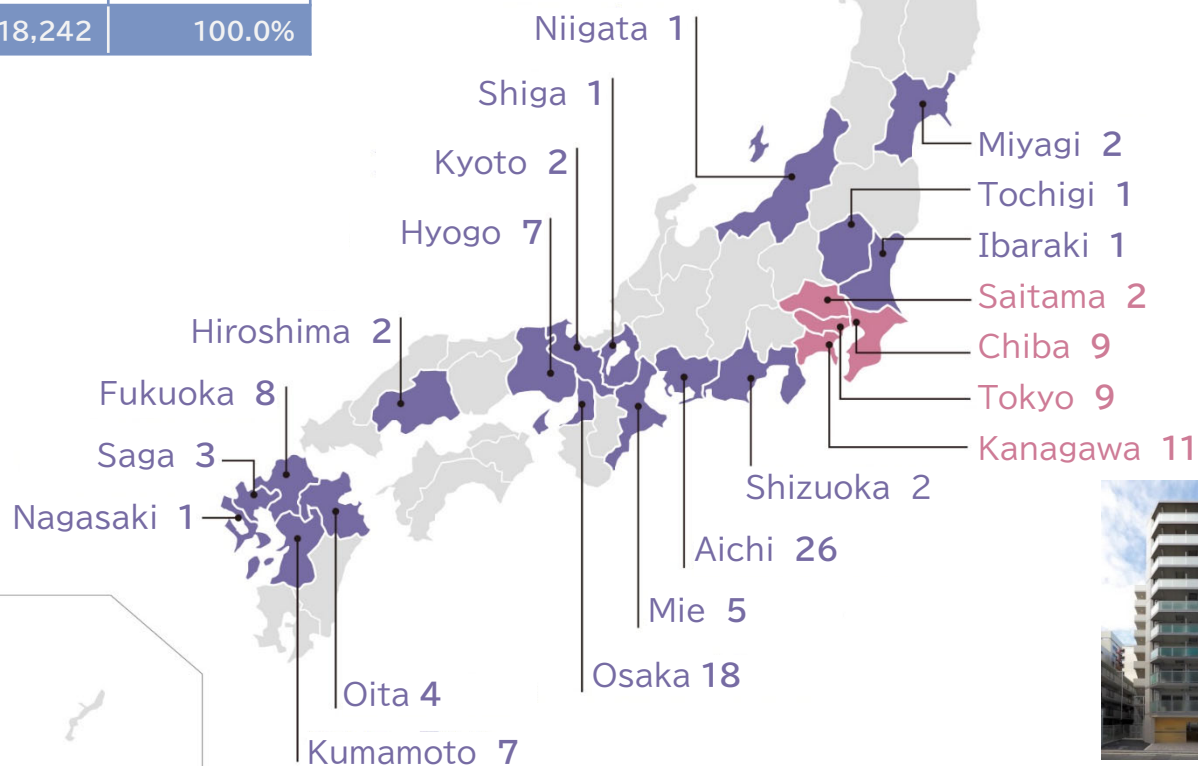 18,242 100.0%
Niigata 1
Shiga 1
Kyoto 2
Hyogo 7
Hiroshima 2
Fukuoka 8
Saga 3
Nagasaki 1
Miyagi 2
Tochigi 1
Ibaraki 1
Saitama 2
Chiba 9
Tokyo 9
Kanagawa 11
Shizuoka 2
Aichi 26
Mie 5
Osaka 18
Oita 4
Kumamoto 7